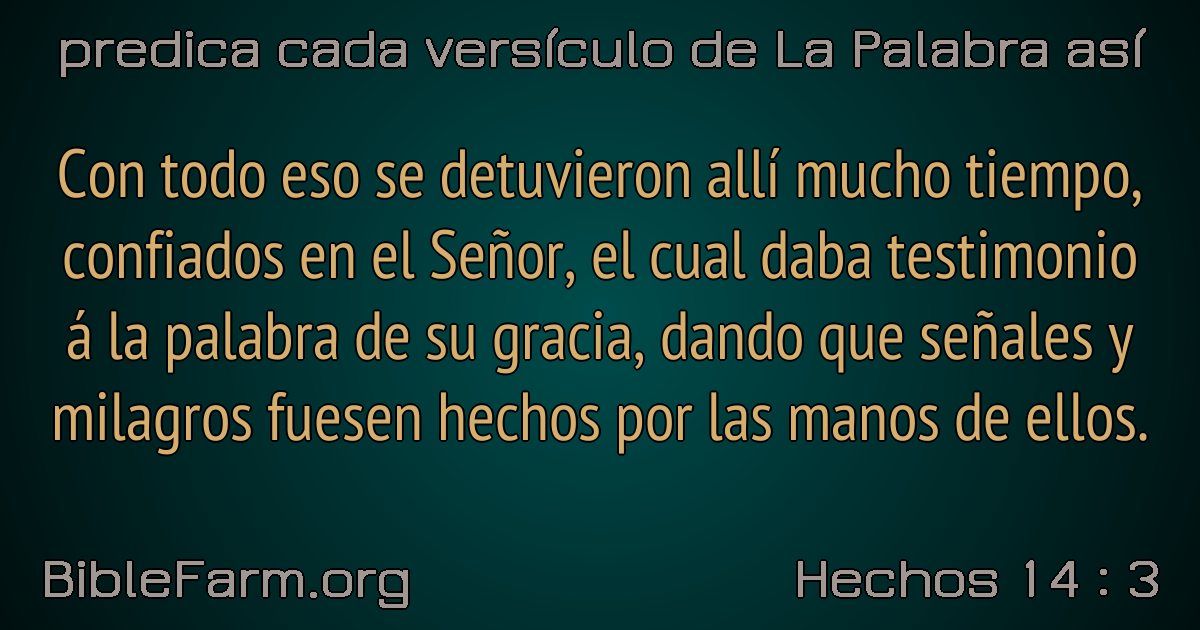 predica cada versículo de La Palabra así
Con todo eso se detuvieron allí mucho tiempo,
confiados en el Señor, el cual daba testimonio
á la palabra de su gracia, dando que señales y
milagros fuesen hechos por las manos de ellos.
BibleFarm.org
Hechos 14 : 3